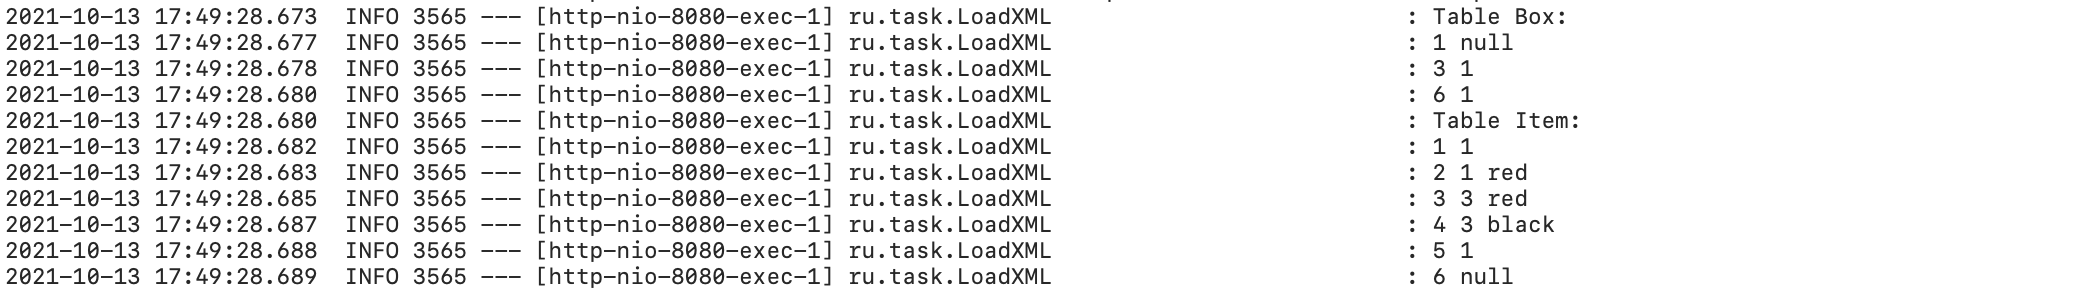 2021-10-13 17:49:28.673  INFO 3565 --- [http-nio-8080-exec-1] ru.task.LoadXML                          : Table Box:
2021-10-13 17:49:28.677  INFO 3565 --- [http-nio-8080-exec-1] ru.task.LoadXML                          : 1 null
2021-10-13 17:49:28.678  INFO 3565 --- [http-nio-8080-exec-1] ru.task.LoadXML                          : 3 1
2021-10-13 17:49:28.680  INFO 3565 --- [http-nio-8080-exec-1] ru.task.LoadXML                          : 6 1
2021-10-13 17:49:28.680  INFO 3565 --- [http-nio-8080-exec-1] ru.task.LoadXML                          : Table Item:
2021-10-13 17:49:28.682  INFO 3565 --- [http-nio-8080-exec-1] ru.task.LoadXML                          : 1 1
2021-10-13 17:49:28.683  INFO 3565 --- [http-nio-8080-exec-1] ru.task.LoadXML                          : 2 1 red
2021-10-13 17:49:28.685  INFO 3565 --- [http-nio-8080-exec-1] ru.task.LoadXML                          : 3 3 red
2021-10-13 17:49:28.687  INFO 3565 --- [http-nio-8080-exec-1] ru.task.LoadXML                          : 4 3 black
2021-10-13 17:49:28.688  INFO 3565 --- [http-nio-8080-exec-1] ru.task.LoadXML                          : 5 1
2021-10-13 17:49:28.689  INFO 3565 --- [http-nio-8080-exec-1] ru.task.LoadXML                          : 6 null